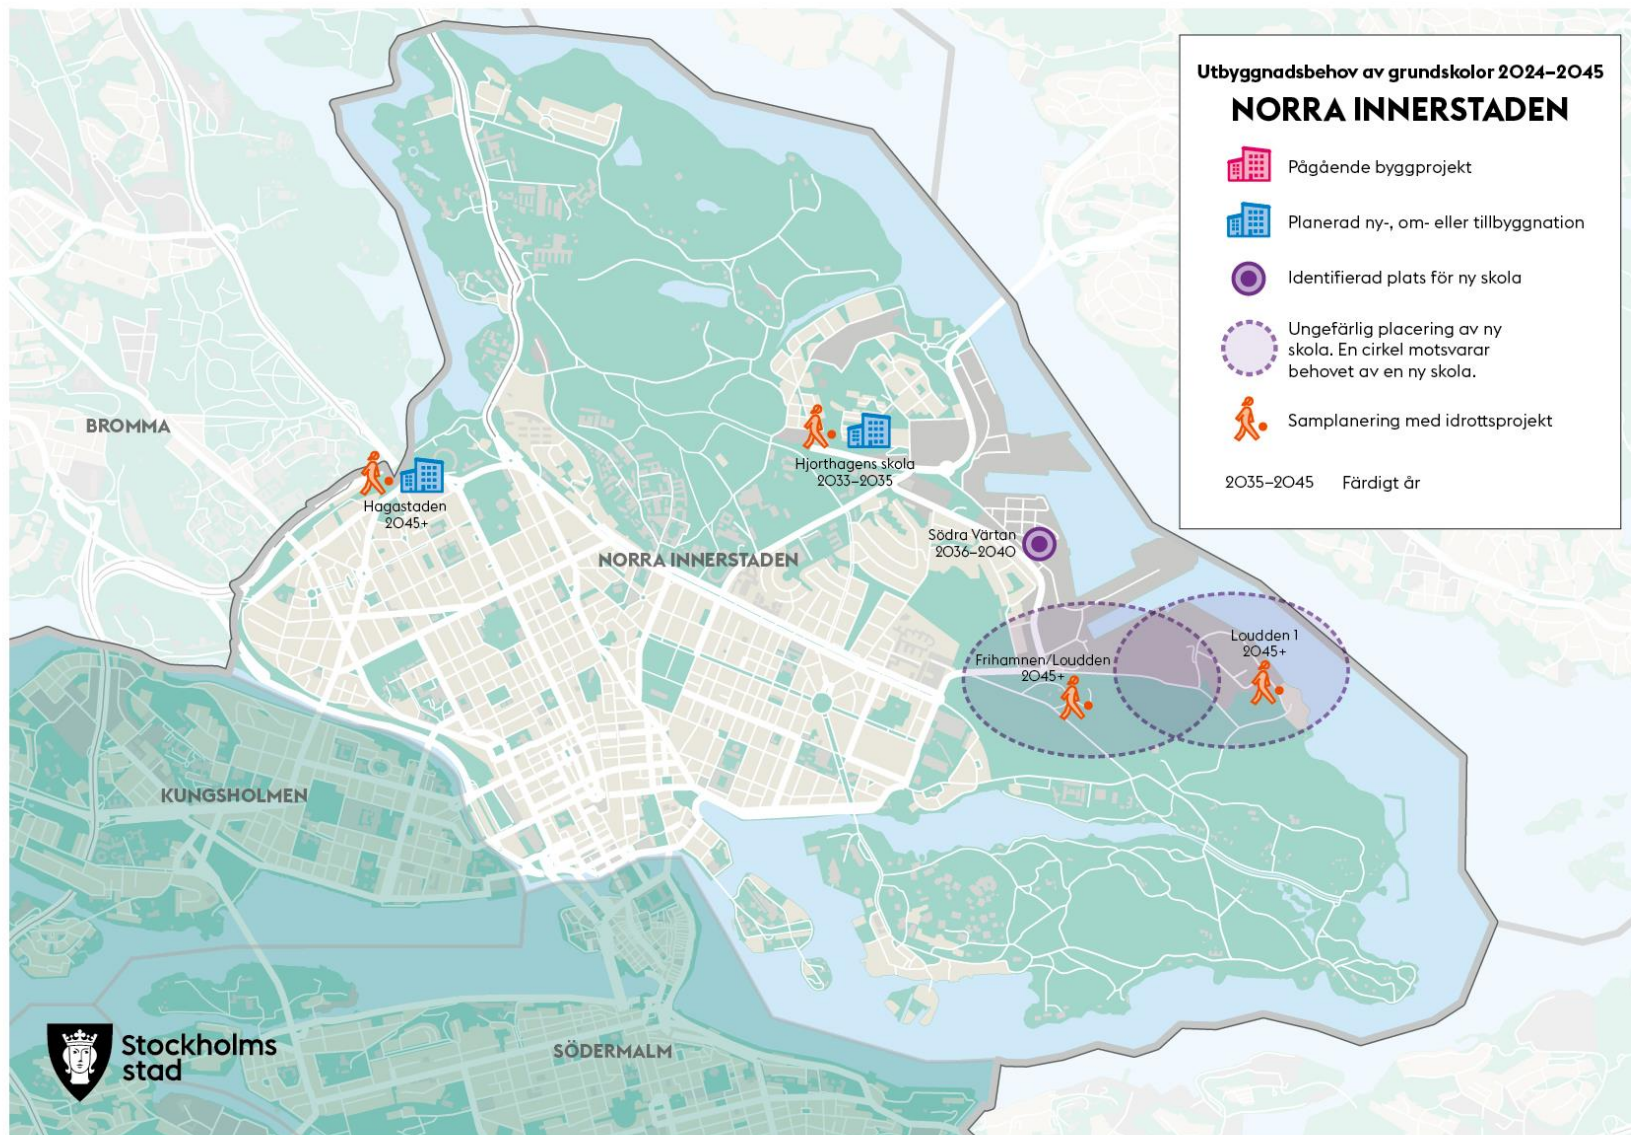 Utbyggnadsbehov av grundskolor 2024–2045
NORRA INNERSTADEN
Pågående byggprojekt
Planerad ny-, om- eller tillbyggnation
Identifierad plats för ny skola
Ungefärlig placering av ny
skola. En cirkel motsvarar
behovet av en ny skola.
Samplanering med idrottsprojekt
2035–2045 Färdigt år
BROMMA
Hjorthagens skola
2033–2035
Hagastaden
2045+
Södra Värtan
2036–2040
NORRA INNERSTADEN
Loudden 1
2045+
Frihamnen/Loudden
2045+
KUNGSHOLMEN
SÖDERMALM
Stockholms
stad